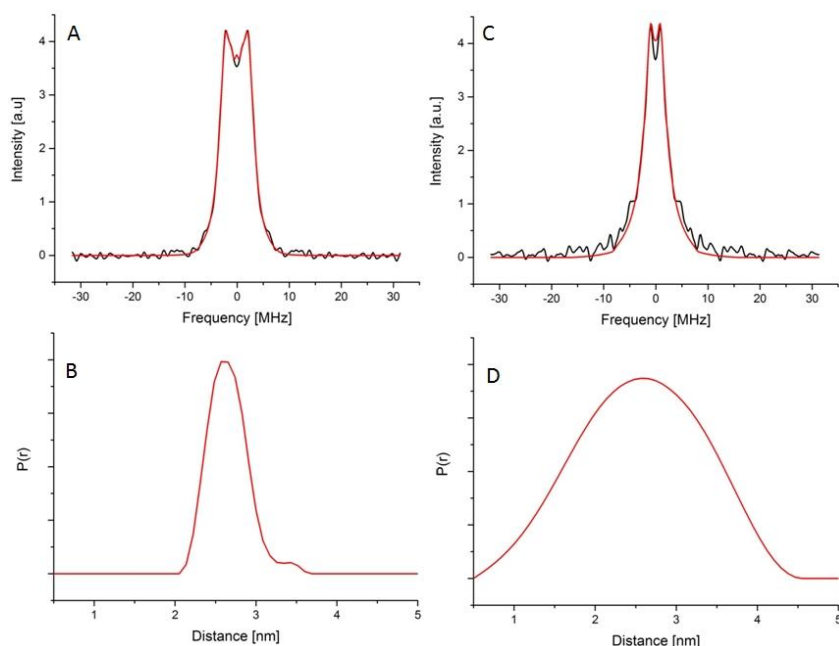 A
Intensity [a.u]
4
3
2
1
0
-30 -20 -10 0 10 20 30
Frequency [MHz]
C
Intensity [a.u.]
4
3
2
1
0
-30 -20 -10 0 10 20 30
Frequency [MHz]
B
P(r)
1 2 3 4 5
Distance [nm]
D
P(r)
1 2 3 4 5
Distance [nm]